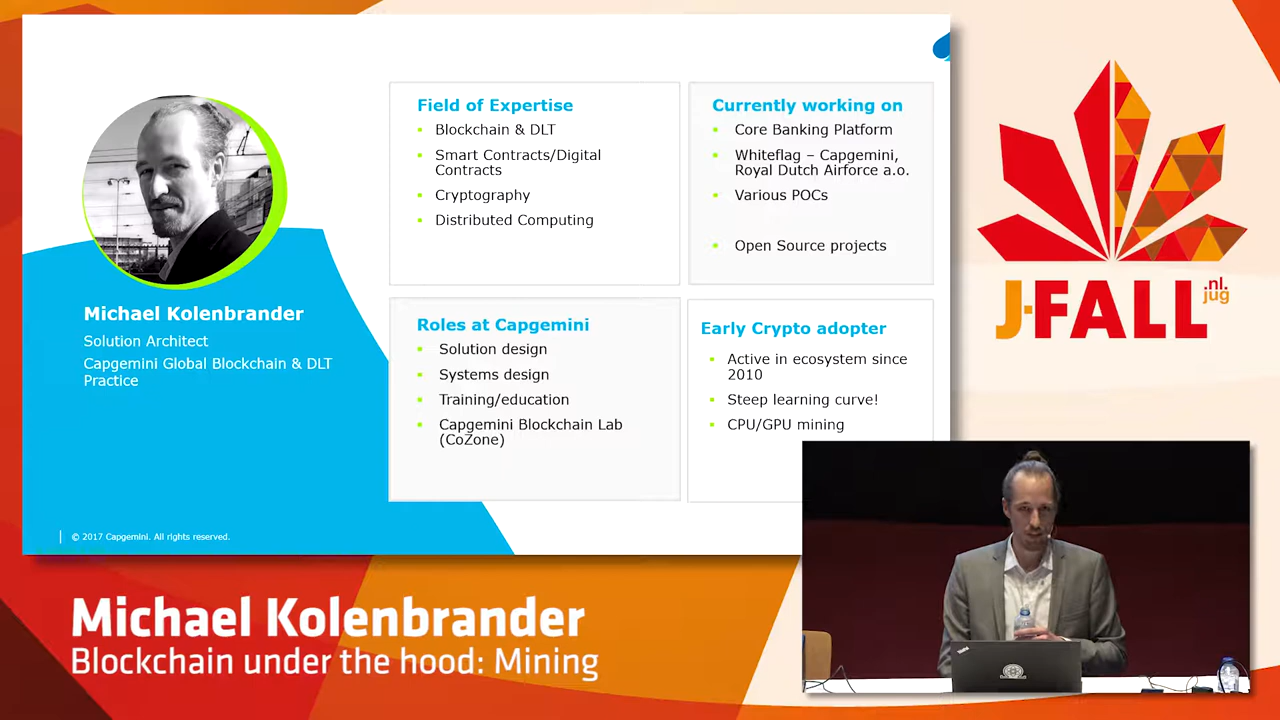 Field of Expertise
Blockchain & DLT
Smart Contracts/Digital
Contracts
Cryptography
Distributed Computing
Currently working on
Core Banking Platform
Whiteflag – Capgemini,
Royal Dutch Airforce a.o.
Various POCs
Open Source projects
Michael Kolenbrander
Solution Architect
Capgemini Global Blockchain & DLT
Practice
Roles at Capgemini
Solution design
Systems design
Training/education
Capgemini Blockchain Lab
(CoZone)
Early Crypto adopter
Active in ecosystem since
2010
Steep learning curve!
CPU/GPU mining
© 2017 Capgemini. All rights reserved.
J-FALL
.nl.
jug
Michael Kolenbrander
Blockchain under the hood: Mining